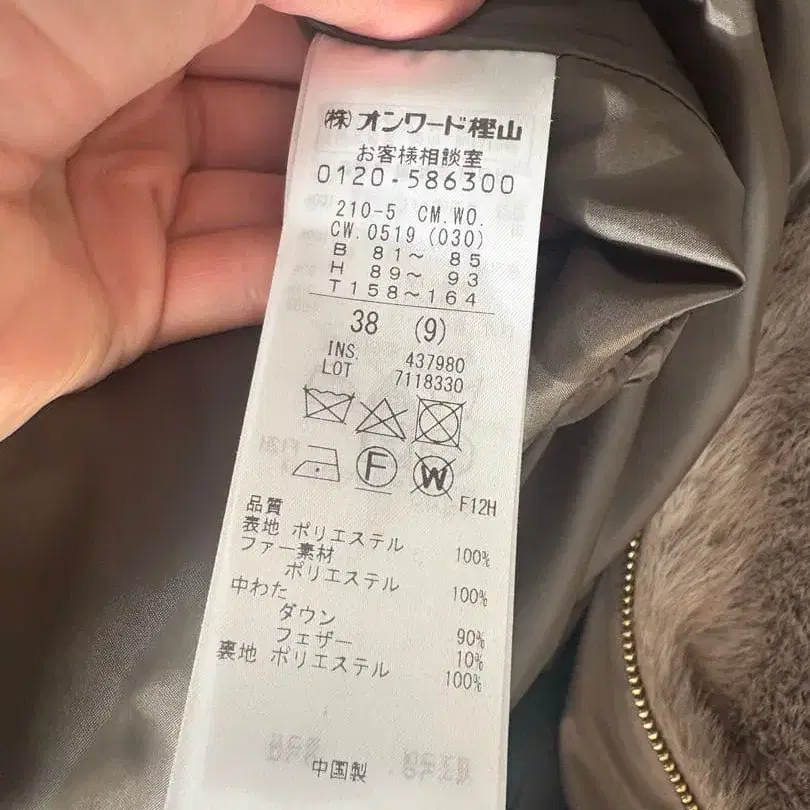 (株)オンワード樫山
お客様相談室
0120-586300
210-5 CM.WO.
CW.0519 (030)
B 81～ 85
H 89～ 93
T158～164
38 (9)
INS. 437980
LOT 7118330
F W
F12H
品質
表地 ポリエステル 100%
ファー素材
ポリエステル 100%
中わた
ダウン 90%
フェザー 10%
裏地 ポリエステル 100%
中国製